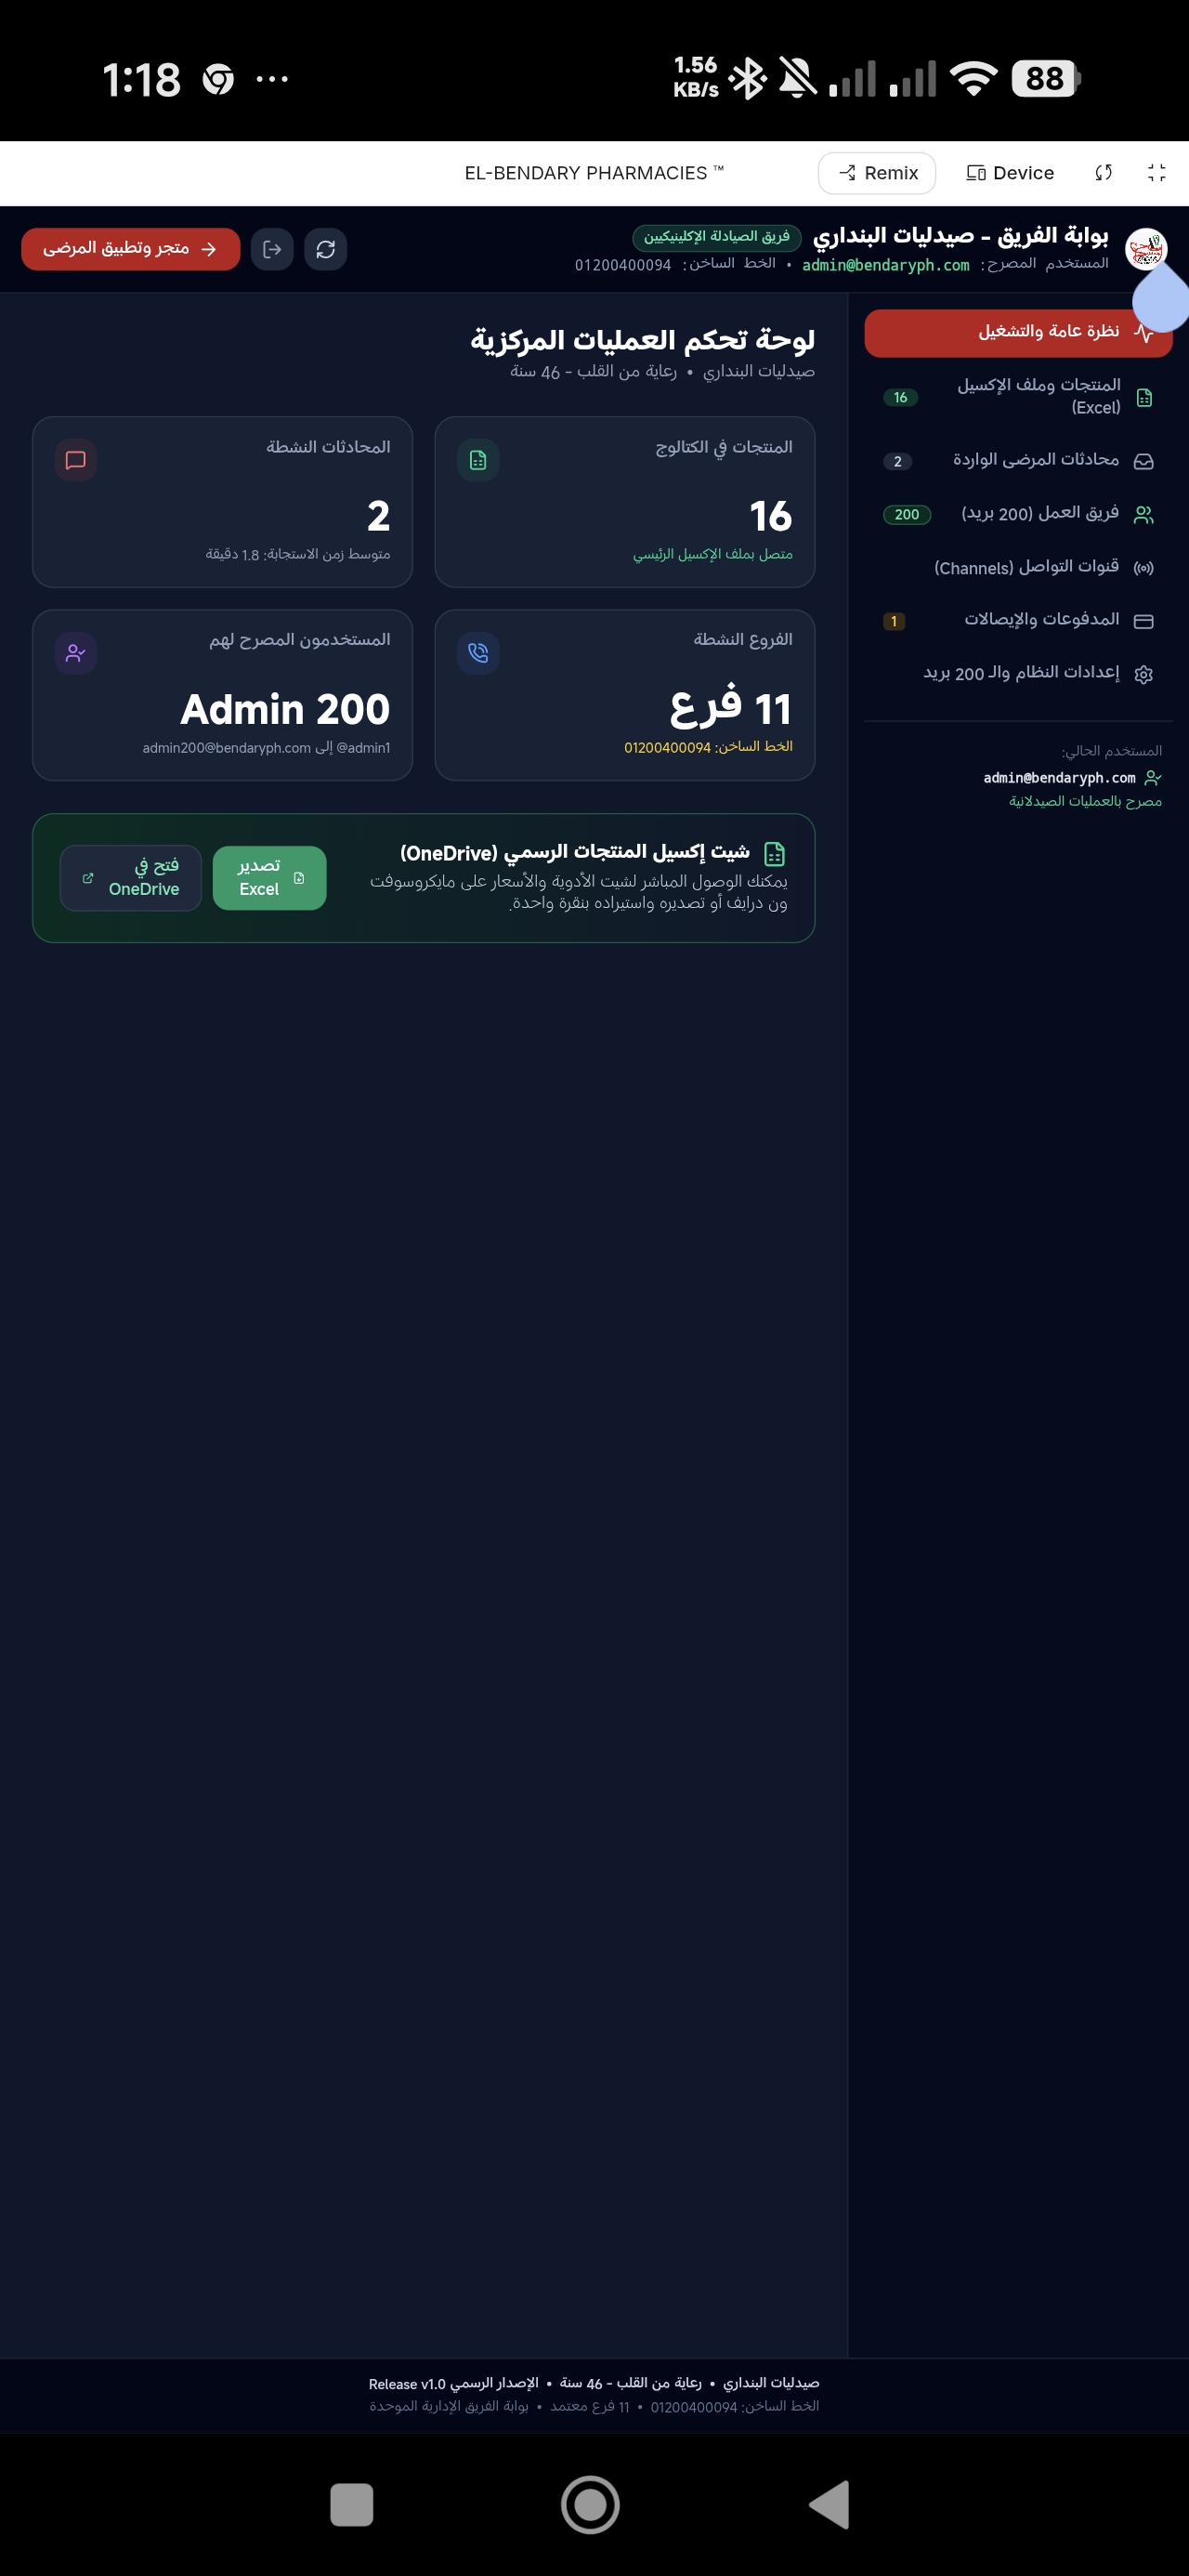 1:18 ...
1.56 KB/s
88
EL-BENDARY PHARMACIES ™
Remix
Device
بوابة الفريق - صيدليات البنداري
فريق الصيادلة الإكلينيكيين
المستخدم المصرح: admin@bendaryph.com • الخط الساخن: 01200400094
متجر وتطبيق المرضى
نظرة عامة والتشغيل
المنتجات وملف الإكسيل (Excel)
16
محادثات المرضى الواردة
2
فريق العمل (200 بريد)
200
قنوات التواصل (Channels)
المدفوعات والإيصالات
1
إعدادات النظام والـ 200 بريد
المستخدم الحالي:
admin@bendaryph.com
مصرح بالعمليات الصيدلانية
لوحة تحكم العمليات المركزية
صيدليات البنداري • رعاية من القلب - 46 سنة
المنتجات في الكتالوج
16
متصل بملف الإكسيل الرئيسي
المحادثات النشطة
2
متوسط زمن الاستجابة: 1.8 دقيقة
الفروع النشطة
11 فرع
الخط الساخن: 01200400094
المستخدمون المصرح لهم
200 Admin
admin1@ إلى admin200@bendaryph.com
شيت إكسيل المنتجات الرسمي (OneDrive)
يمكنك الوصول المباشر لشيت الأدوية والأسعار على مايكروسوفت
ون درايف أو تصديره واستيراده بنقرة واحدة.
تصدير
Excel
فتح في
OneDrive
صيدليات البنداري • رعاية من القلب - 46 سنة • الإصدار الرسمي Release v1.0
الخط الساخن: 01200400094 • 11 فرع معتمد • بوابة الفريق الإدارية الموحدة